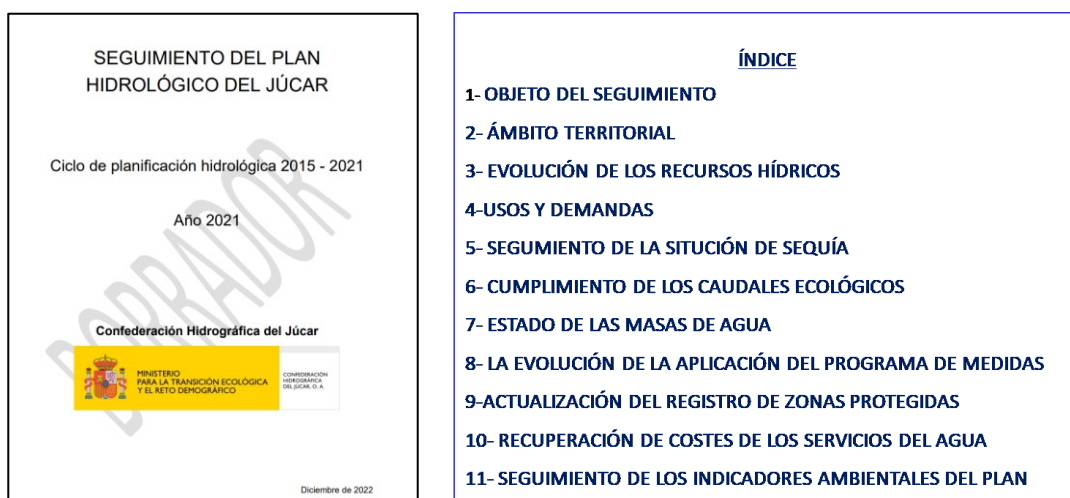 SEGUIMIENTO DEL PLAN
HIDROLÓGICO DEL JÚCAR
Ciclo de planificación hidrológica 2015 - 2021
Año 2021
BORRADOR
Confederación Hidrográfica del Júcar
MINISTERIO
PARA LA TRANSICIÓN ECOLÓGICA
Y EL RETO DEMOGRÁFICO
CONFEDERACIÓN
HIDROGRÁFICA
DEL JÚCAR, O. A.
Diciembre de 2022
ÍNDICE
1- OBJETO DEL SEGUIMIENTO
2- ÁMBITO TERRITORIAL
3- EVOLUCIÓN DE LOS RECURSOS HÍDRICOS
4-USOS Y DEMANDAS
5- SEGUMIENTO DE LA SITUCIÓN DE SEQUÍA
6- CUMPLIMIENTO DE LOS CAUDALES ECOLÓGICOS
7- ESTADO DE LAS MASAS DE AGUA
8- LA EVOLUCIÓN DE LA APLICACIÓN DEL PROGRAMA DE MEDIDAS
9-ACTUALIZACIÓN DEL REGISTRO DE ZONAS PROTEGIDAS
10- RECUPERACIÓN DE COSTES DE LOS SERVICIOS DEL AGUA
11- SEGUIMIENTO DE LOS INDICADORES AMBIENTALES DEL PLAN